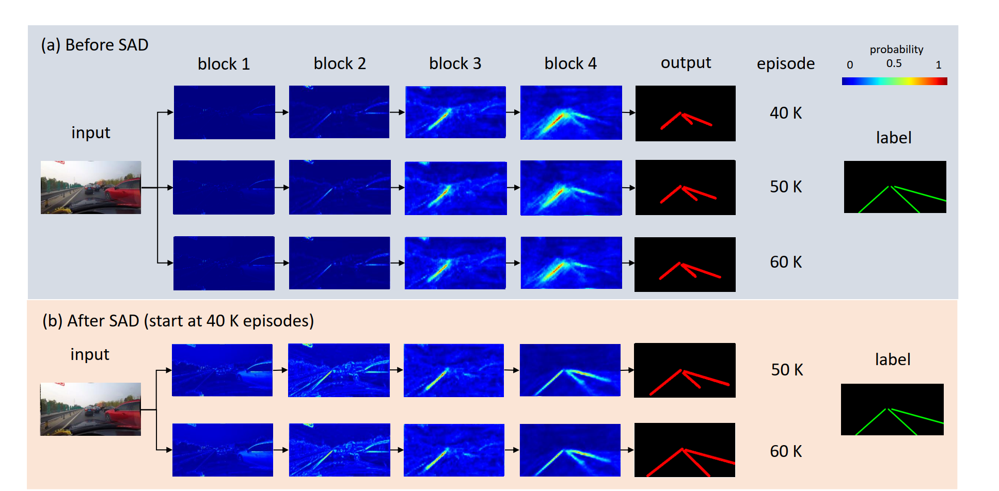 (a) Before SAD
block 1 block 2 block 3 block 4 output episode
probability
0 0.5 1
input
40 K
label
50 K
60 K
(b) After SAD (start at 40 K episodes)
input
label
50 K
60 K